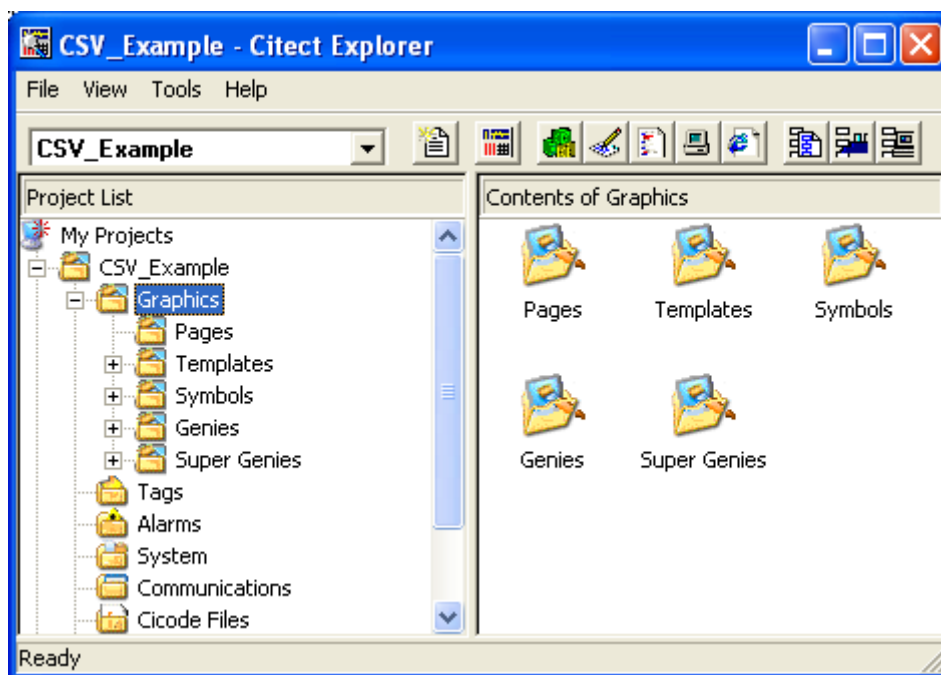 CSV_Example - Citect Explorer
File View Tools Help
CSV_Example
Project List
My Projects
CSV_Example
Graphics
Pages
Templates
Symbols
Genies
Super Genies
Tags
Alarms
System
Communications
Cicode Files
Contents of Graphics
Pages Templates Symbols
Genies Super Genies
Ready